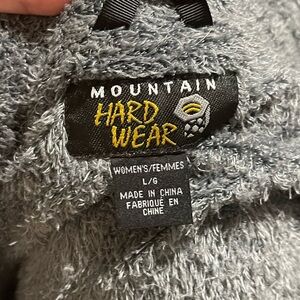 MOUNTAIN
HARD
WEAR
WOMEN'S/FEMMES
L/G
MADE IN CHINA
FABRIQUÉ EN
CHINE